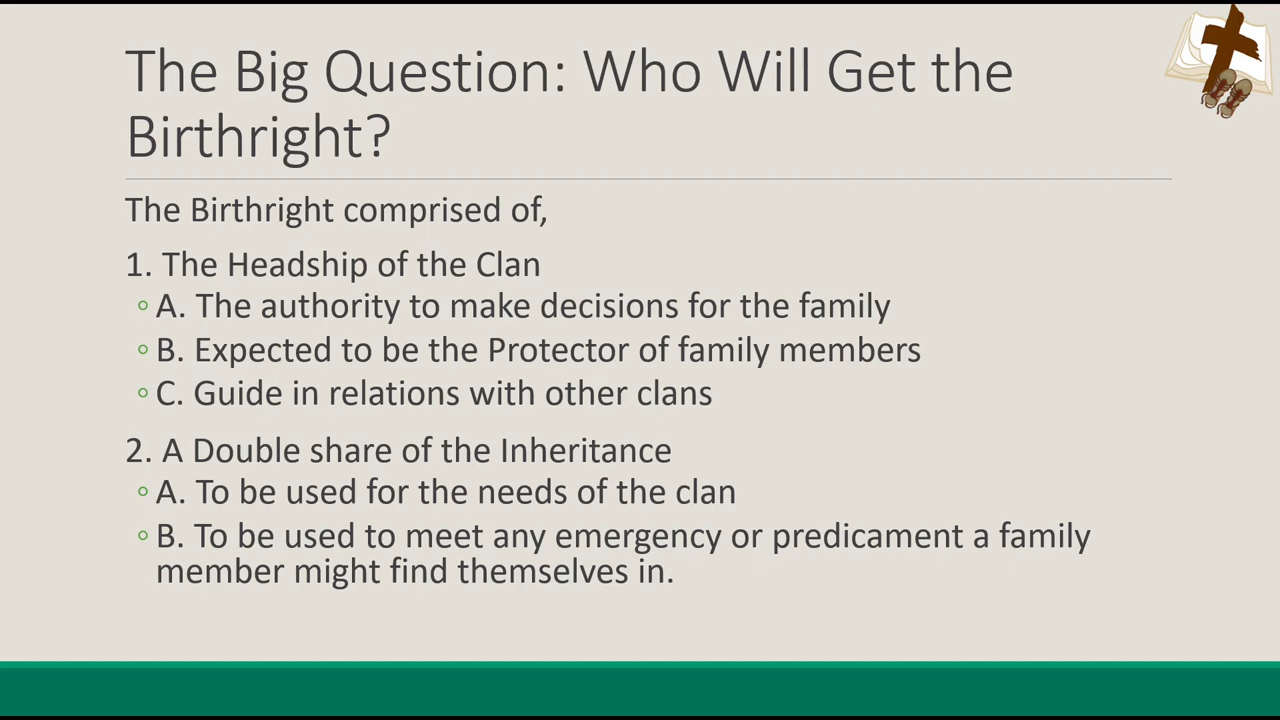 The Big Question: Who Will Get the
Birthright?
The Birthright comprised of,
1. The Headship of the Clan
◦ A. The authority to make decisions for the family
◦ B. Expected to be the Protector of family members
◦ C. Guide in relations with other clans
2. A Double share of the Inheritance
◦ A. To be used for the needs of the clan
◦ B. To be used to meet any emergency or predicament a family
member might find themselves in.